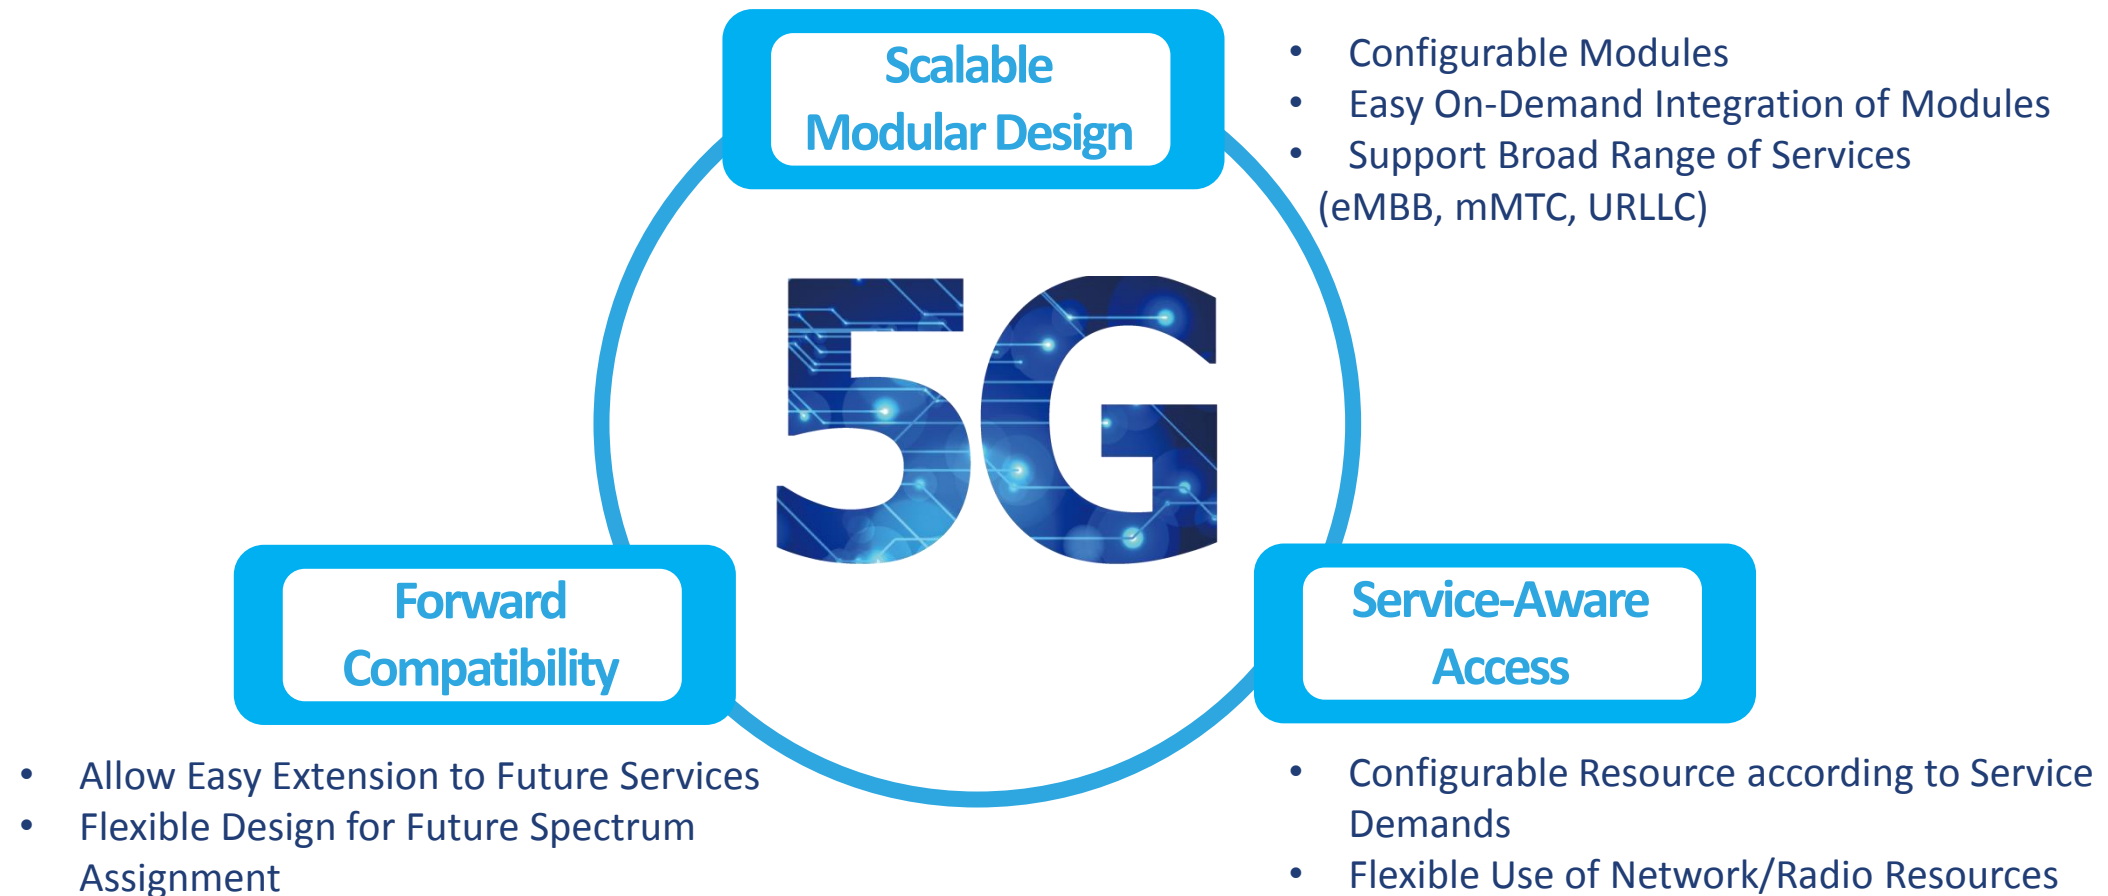 Scalable
Modular Design
• Configurable Modules
• Easy On-Demand Integration of Modules
• Support Broad Range of Services
(eMBB, mMTC, URLLC)
5G
Forward
Compatibility
Service-Aware
Access
• Allow Easy Extension to Future Services
• Flexible Design for Future Spectrum
Assignment
• Configurable Resource according to Service
Demands
• Flexible Use of Network/Radio Resources